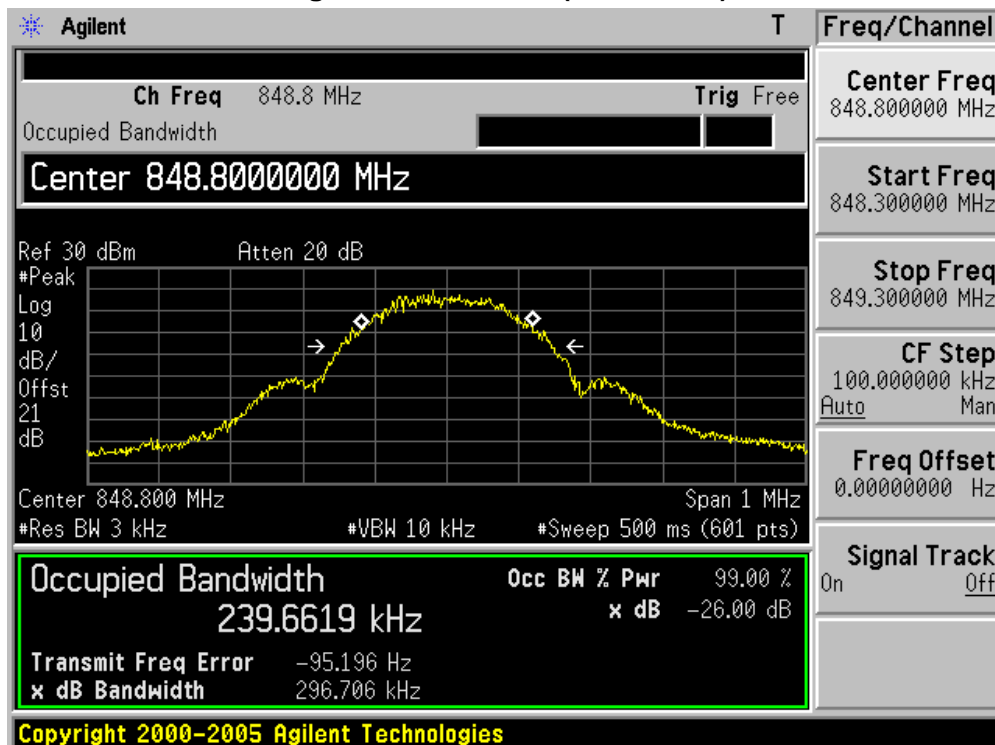 Agilent T Freq/Channel
Ch Freq 848.8 MHz Trig Free
Occupied Bandwidth
Center 848.8000000 MHz
Ref 30 dBm Atten 20 dB
#Peak
Log
10
dB/
Offst
21
dB
Center 848.800 MHz Span 1 MHz
#Res BW 3 kHz #VBW 10 kHz #Sweep 500 ms (601 pts)
Occupied Bandwidth Occ BW % Pwr 99.00 %
239.6619 kHz x dB -26.00 dB
Transmit Freq Error -95.196 Hz
x dB Bandwidth 296.706 kHz
Copyright 2000-2005 Agilent Technologies
Center Freq
848.800000 MHz
Start Freq
848.300000 MHz
Stop Freq
849.300000 MHz
CF Step
100.000000 kHz
Auto Man
Freq Offset
0.00000000 Hz
Signal Track
On Off